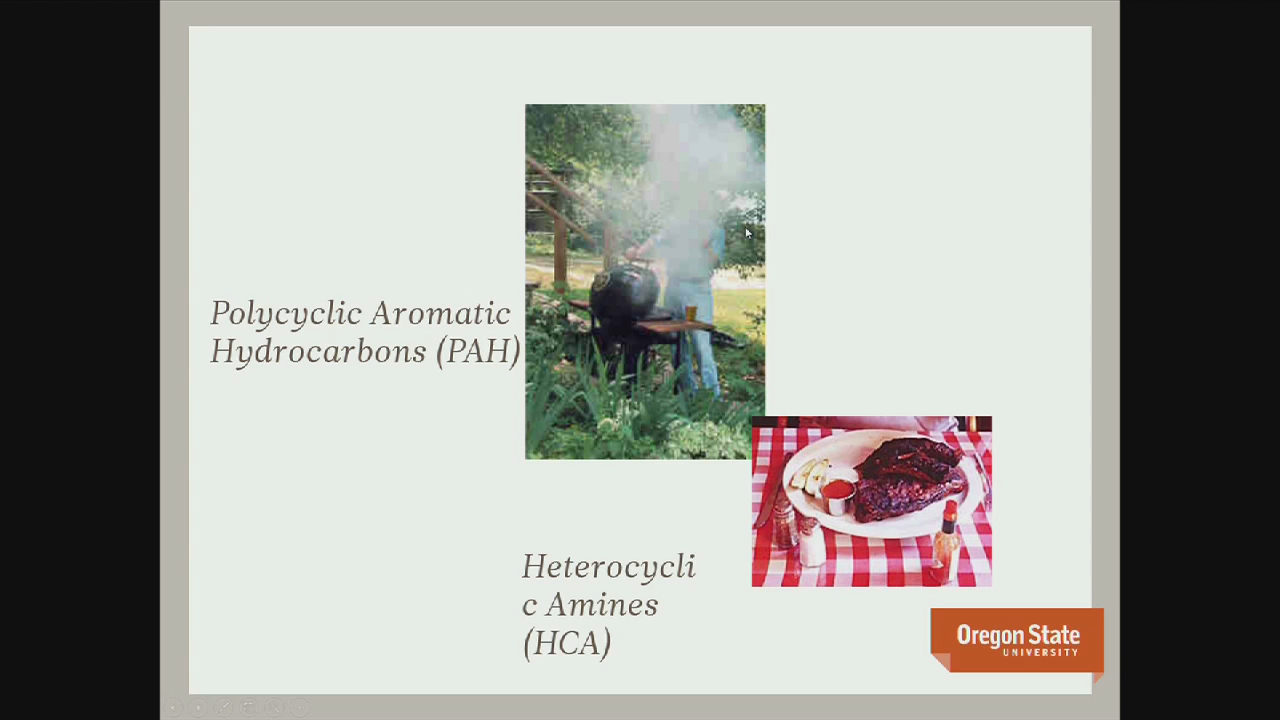 Polycyclic Aromatic
Hydrocarbons (PAH)
Heterocycli
c Amines
(HCA)
Oregon State
UNIVERSITY